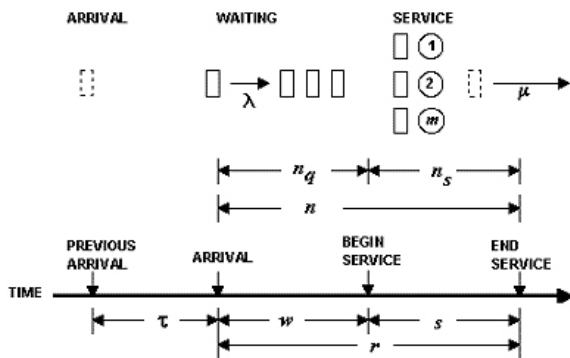 ARRIVAL WAITING SERVICE
1
2
λ μ
m
n_q n_s
n
PREVIOUS ARRIVAL ARRIVAL BEGIN SERVICE END SERVICE
TIME
τ w s
r